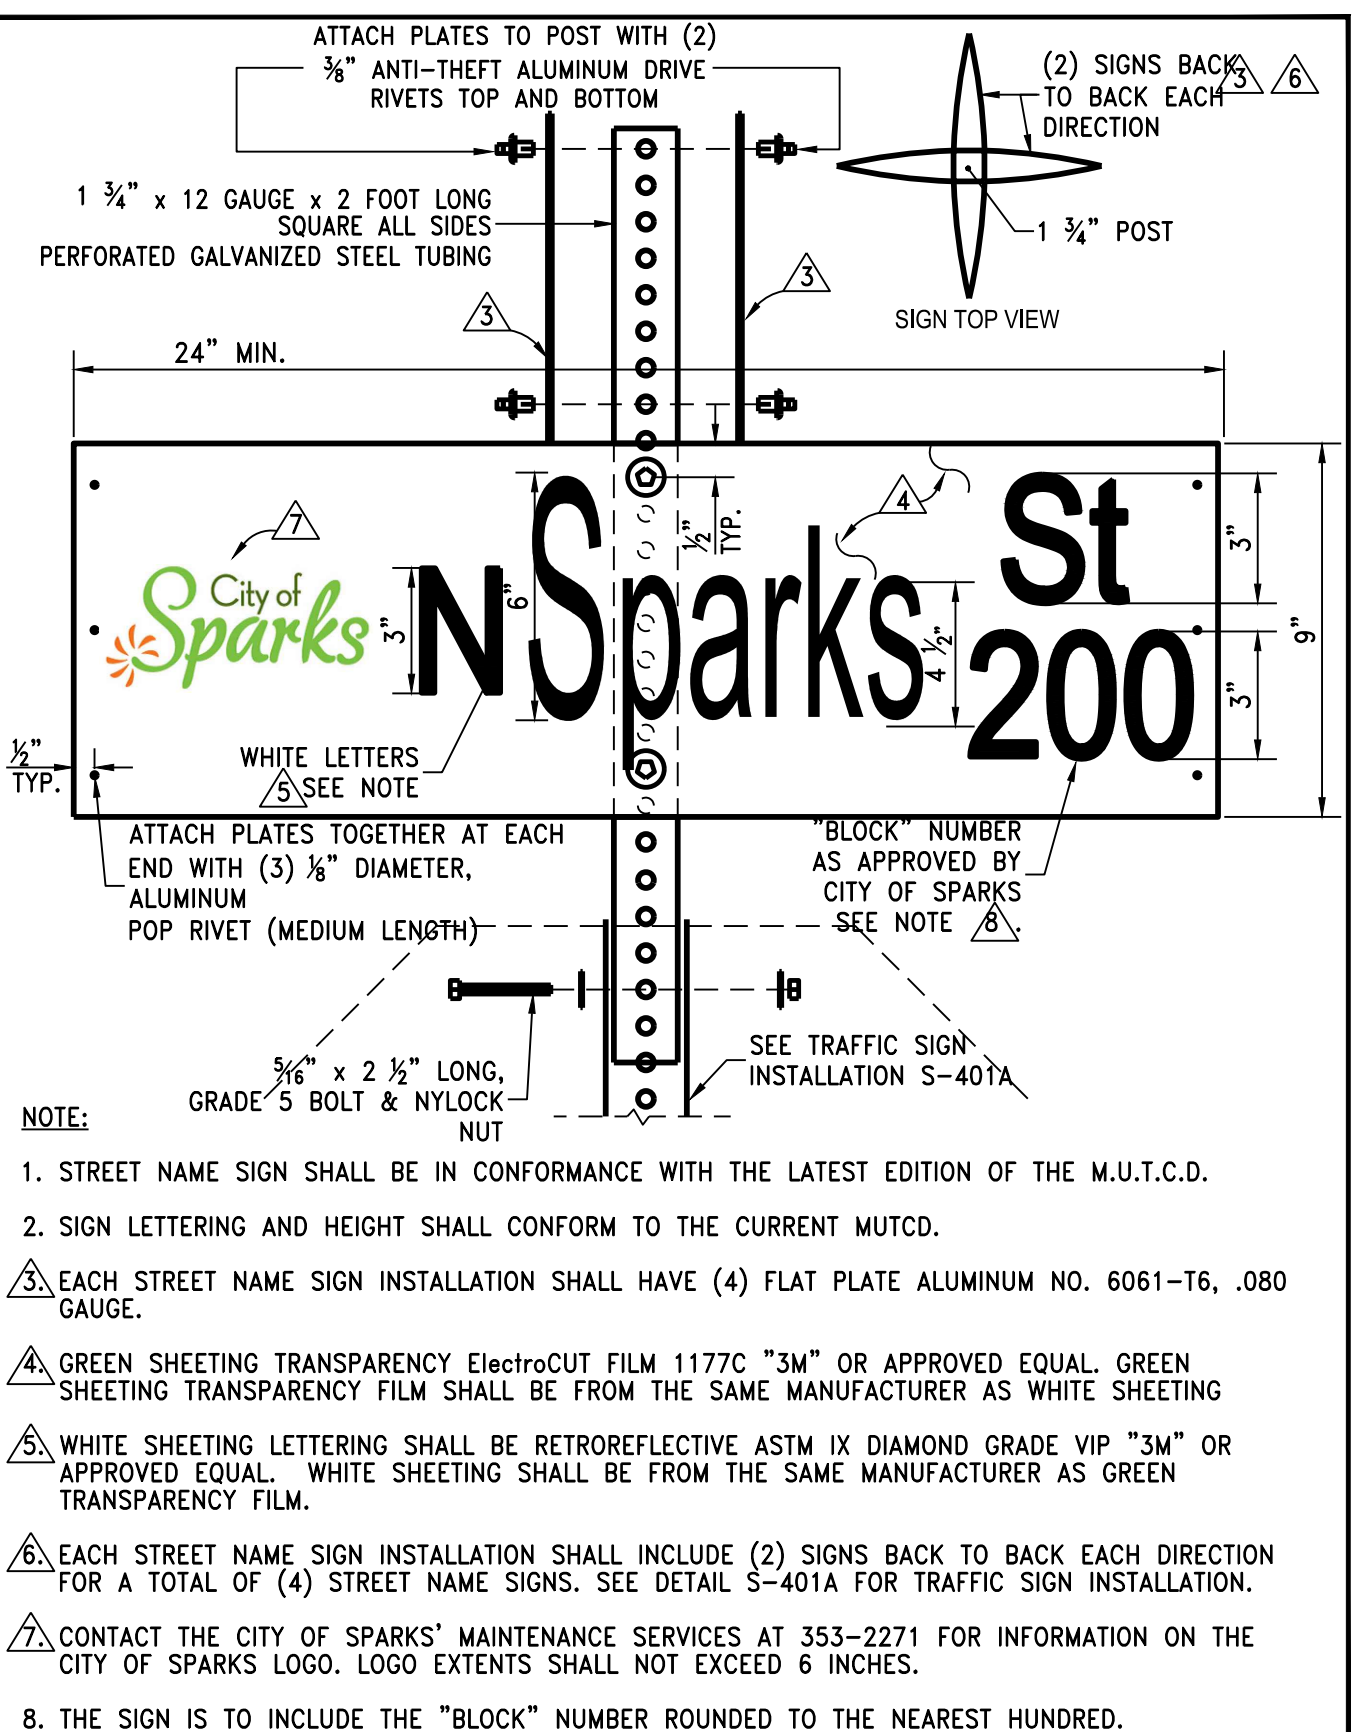 ATTACH PLATES TO POST WITH (2)
⅜” ANTI-THEFT ALUMINUM DRIVE
RIVETS TOP AND BOTTOM
(2) SIGNS BACK
TO BACK EACH
DIRECTION
3 6
1 ¾” x 12 GAUGE x 2 FOOT LONG
SQUARE ALL SIDES
PERFORATED GALVANIZED STEEL TUBING
1 ¾” POST
SIGN TOP VIEW
3
3
24” MIN.
7
City of
Sparks
3”
N
6”
Sparks
½”
TYP.
4
4 ½”
St
200
3”
3”
9”
½”
TYP.
WHITE LETTERS
5 SEE NOTE
ATTACH PLATES TOGETHER AT EACH
END WITH (3) ⅛” DIAMETER,
ALUMINUM
POP RIVET (MEDIUM LENGTH)
”BLOCK” NUMBER
AS APPROVED BY
CITY OF SPARKS
SEE NOTE 8.
5⁄16” x 2 ½” LONG,
GRADE 5 BOLT & NYLOCK
NUT
SEE TRAFFIC SIGN
INSTALLATION S-401A
NOTE:
1. STREET NAME SIGN SHALL BE IN CONFORMANCE WITH THE LATEST EDITION OF THE M.U.T.C.D.
2. SIGN LETTERING AND HEIGHT SHALL CONFORM TO THE CURRENT MUTCD.
3. EACH STREET NAME SIGN INSTALLATION SHALL HAVE (4) FLAT PLATE ALUMINUM NO. 6061-T6, .080
GAUGE.
4. GREEN SHEETING TRANSPARENCY ElectroCUT FILM 1177C "3M" OR APPROVED EQUAL. GREEN
SHEETING TRANSPARENCY FILM SHALL BE FROM THE SAME MANUFACTURER AS WHITE SHEETING
5. WHITE SHEETING LETTERING SHALL BE RETROREFLECTIVE ASTM IX DIAMOND GRADE VIP "3M" OR
APPROVED EQUAL. WHITE SHEETING SHALL BE FROM THE SAME MANUFACTURER AS GREEN
TRANSPARENCY FILM.
6. EACH STREET NAME SIGN INSTALLATION SHALL INCLUDE (2) SIGNS BACK TO BACK EACH DIRECTION
FOR A TOTAL OF (4) STREET NAME SIGNS. SEE DETAIL S-401A FOR TRAFFIC SIGN INSTALLATION.
7. CONTACT THE CITY OF SPARKS’ MAINTENANCE SERVICES AT 353-2271 FOR INFORMATION ON THE
CITY OF SPARKS LOGO. LOGO EXTENTS SHALL NOT EXCEED 6 INCHES.
8. THE SIGN IS TO INCLUDE THE ”BLOCK” NUMBER ROUNDED TO THE NEAREST HUNDRED.